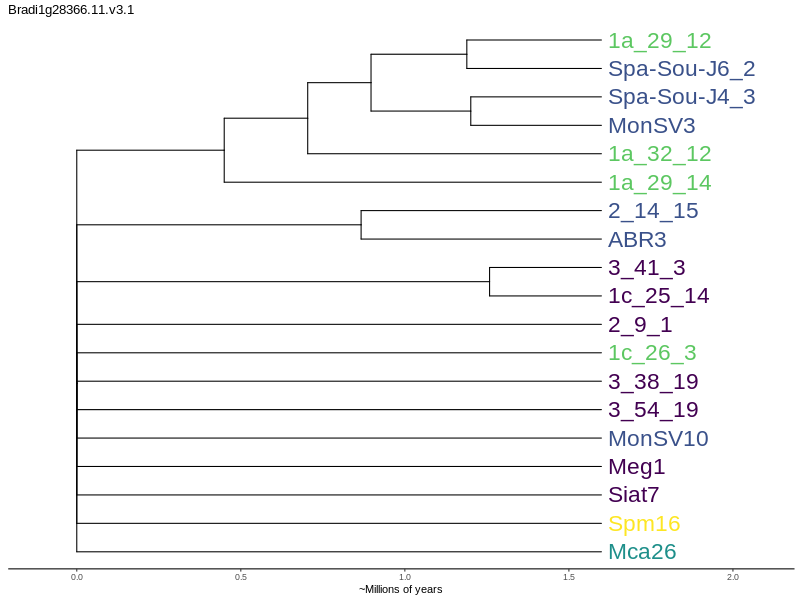 Bradi1g28366.11.v3.1
1a_29_12
Spa-Sou-J6_2
Spa-Sou-J4_3
MonSV3
1a_32_12
1a_29_14
2_14_15
ABR3
3_41_3
1c_25_14
2_9_1
1c_26_3
3_38_19
3_54_19
MonSV10
Meg1
Siat7
Spm16
Mca26
0.0 0.5 1.0 1.5 2.0
~Millions of years